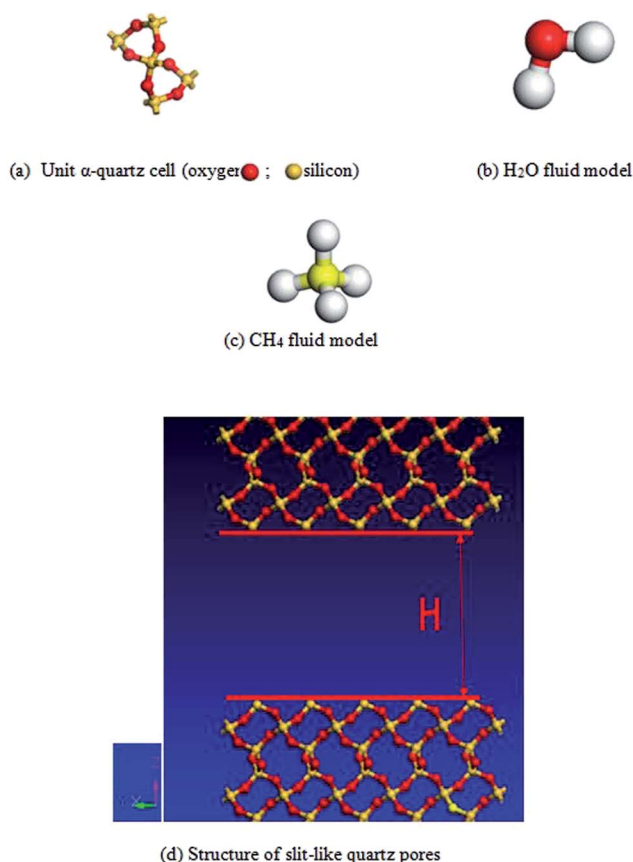 (a) Unit α-quartz cell (oxygen ; silicon)
(b) H₂O fluid model
(c) CH₄ fluid model
H
(d) Structure of slit-like quartz pores